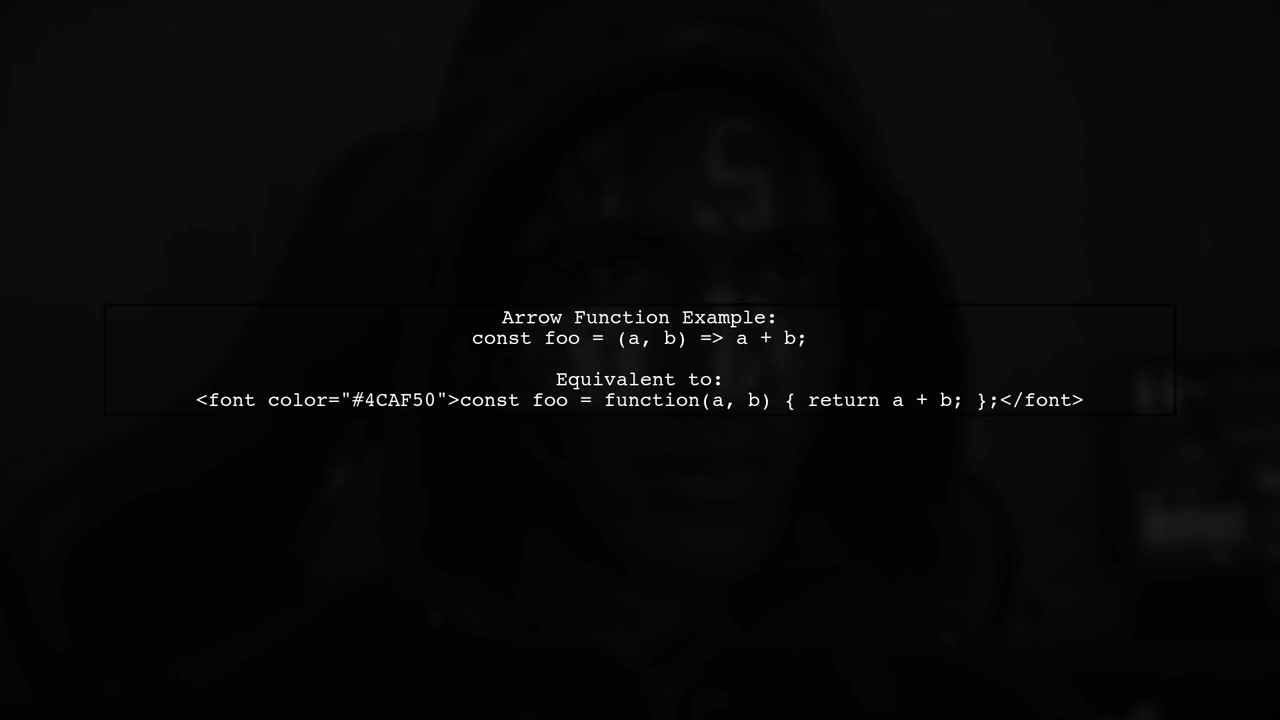 Arrow Function Example:
const foo = (a, b) => a + b;
Equivalent to:
<font color="#4CAF50">const foo = function(a, b) { return a + b; };</font>